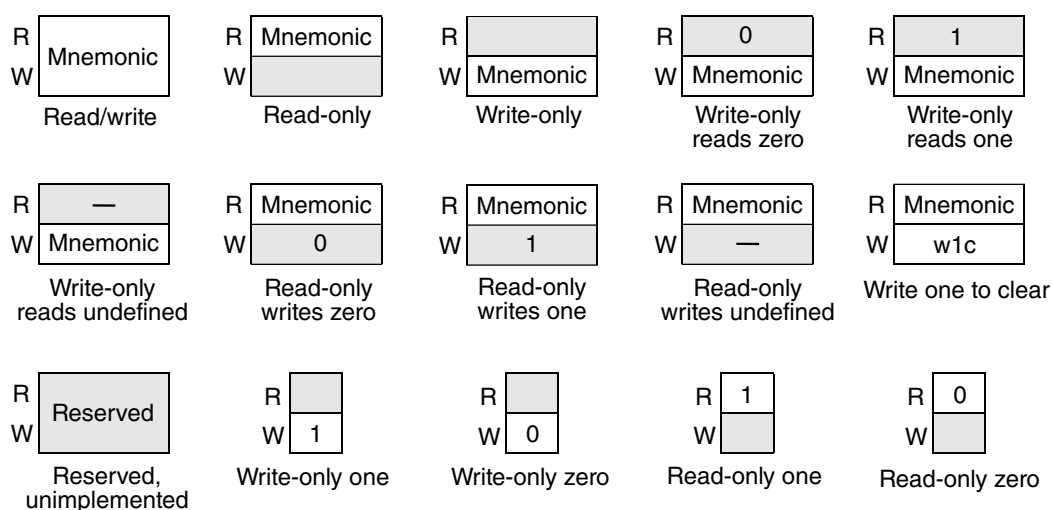 R Mnemonic W
Read/write
R Mnemonic
W
Read-only
R
W Mnemonic
Write-only
R 0
W Mnemonic
Write-only
reads zero
R 1
W Mnemonic
Write-only
reads one
R —
W Mnemonic
Write-only
reads undefined
R Mnemonic
W 0
Read-only
writes zero
R Mnemonic
W 1
Read-only
writes one
R Mnemonic
W —
Read-only
writes undefined
R Mnemonic
W w1c
Write one to clear
R Reserved W
Reserved,
unimplemented
R
W 1
Write-only one
R
W 0
Write-only zero
R 1
W
Read-only one
R 0
W
Read-only zero